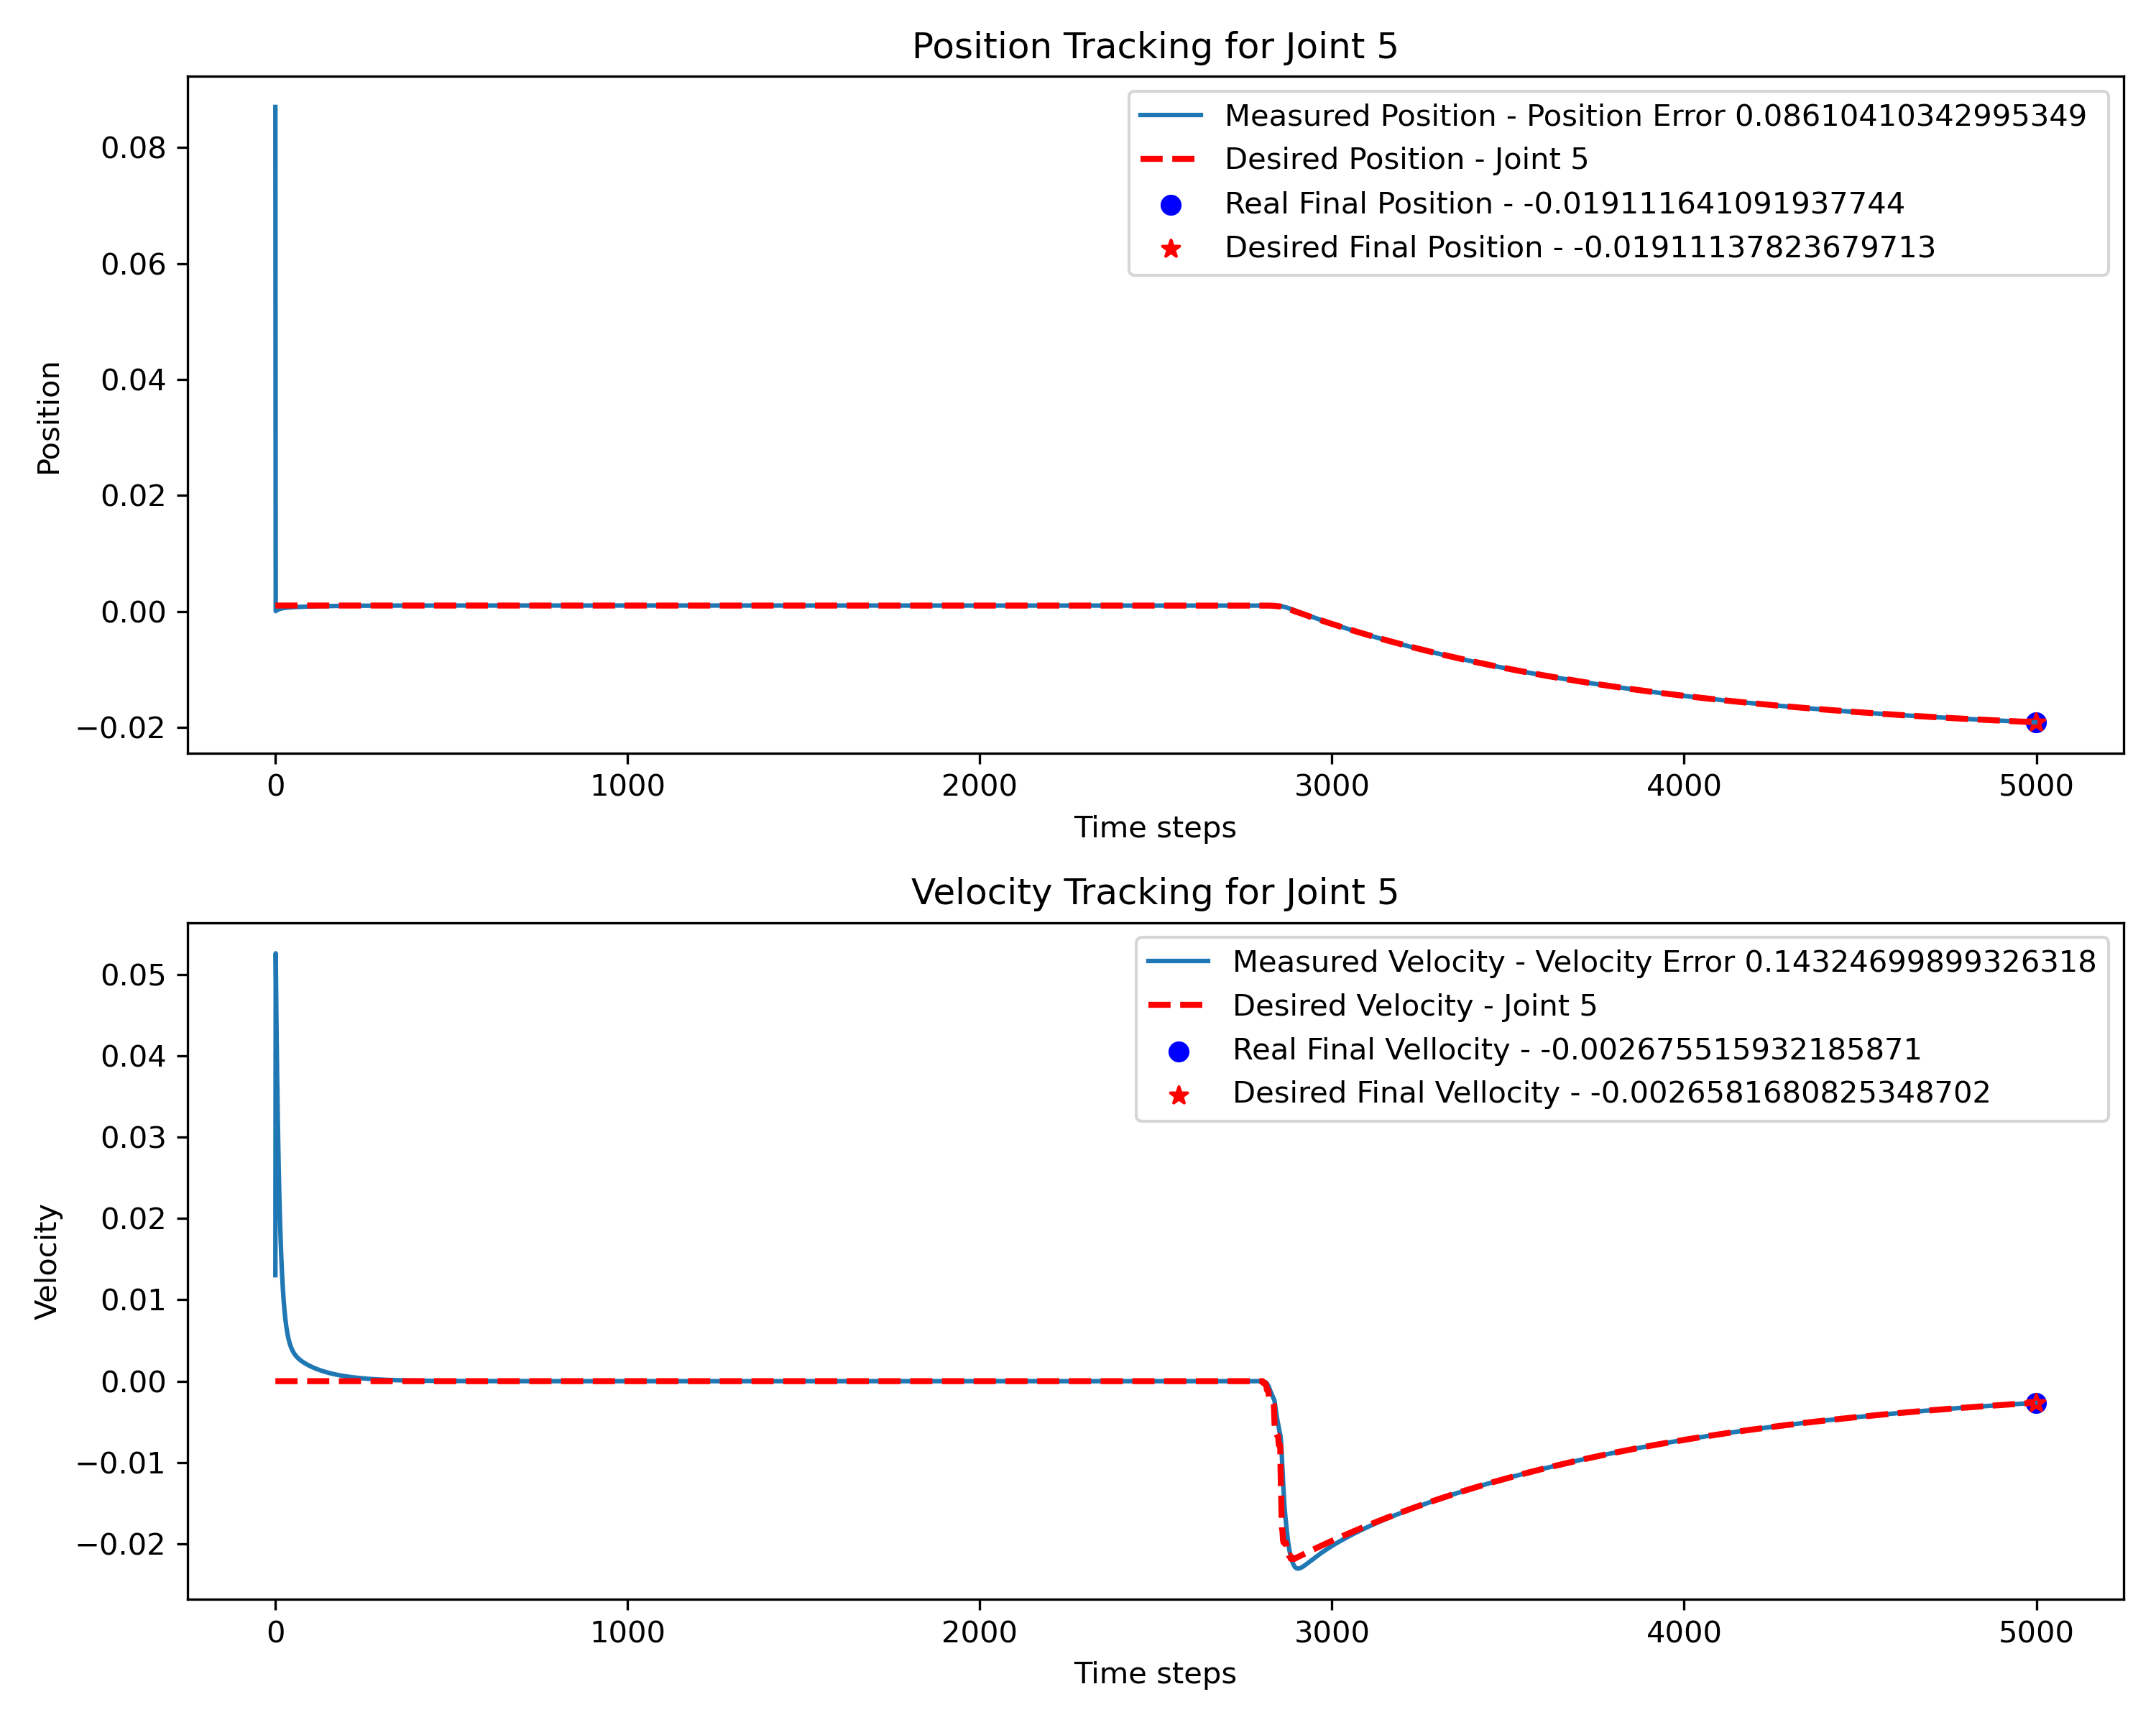 Position Tracking for Joint 5
Measured Position - Position Error 0.08610410342995349
Desired Position - Joint 5
Real Final Position - -0.019111641091937744
Desired Final Position - -0.01911137823679713
Position
0.08
0.06
0.04
0.02
0.00
−0.02
0 1000 2000 3000 4000 5000
Time steps
Velocity Tracking for Joint 5
Measured Velocity - Velocity Error 0.14324699899326318
Desired Velocity - Joint 5
Real Final Vellocity - -0.002675515932185871
Desired Final Vellocity - -0.0026581680825348702
Velocity
0.05
0.04
0.03
0.02
0.01
0.00
−0.01
−0.02
0 1000 2000 3000 4000 5000
Time steps